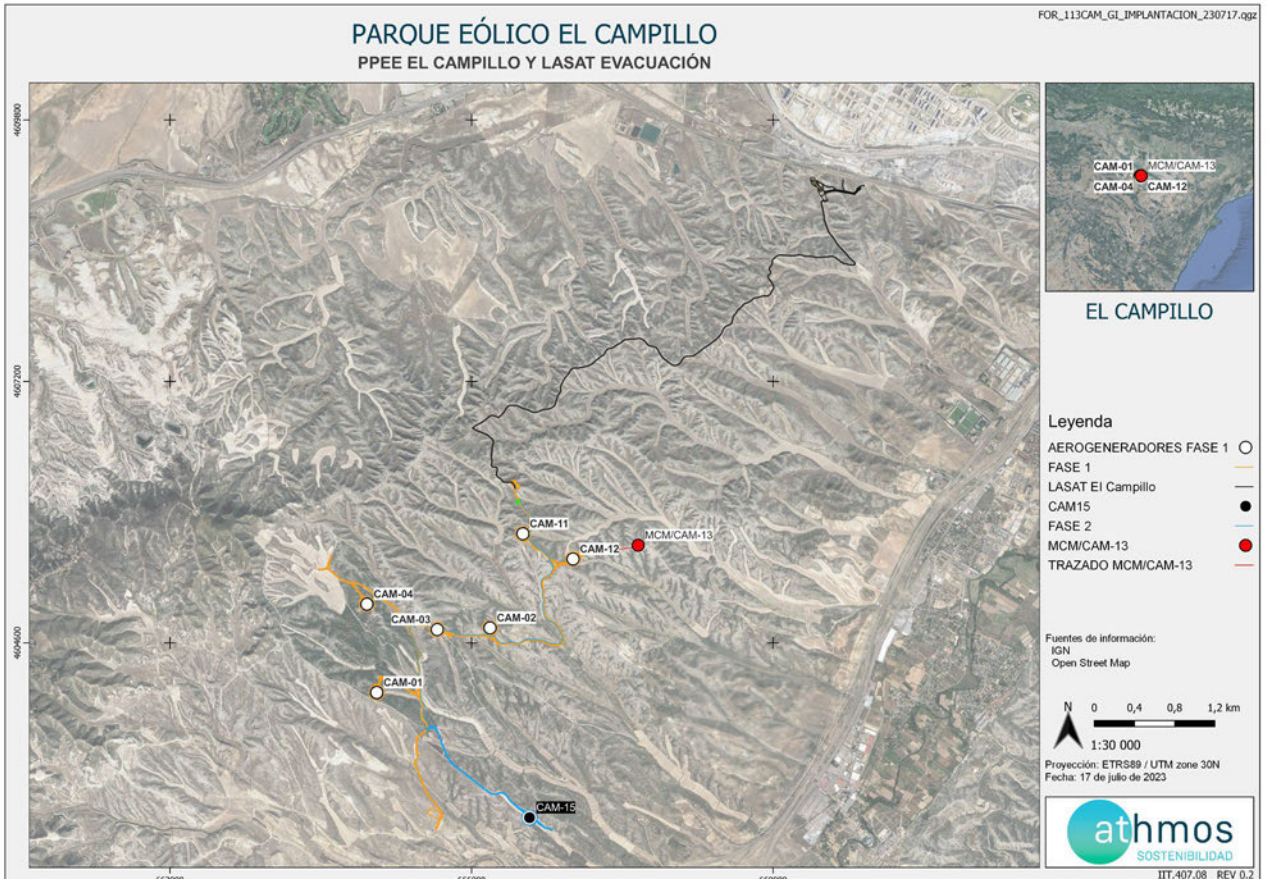 FOR_113CAM_GI_IMPLANTACION_230717.qgz
PARQUE EÓLICO EL CAMPILLO
PPEE EL CAMPILLO Y LASAT EVACUACIÓN
4609800
4607200
4604600
CAM-11
CAM-12
MCM/CAM-13
CAM-04
CAM-03
CAM-02
CAM-01
CAM-15
CAM-01 MCM/CAM-13
CAM-04 CAM-12
EL CAMPILLO
Leyenda
AEROGENERADORES FASE 1
FASE 1
LASAT El Campillo
CAM15
FASE 2
MCM/CAM-13
TRAZADO MCM/CAM-13
Fuentes de información:
IGN
Open Street Map
N
0 0,4 0,8 1,2 km
1:30 000
Proyección: ETRS89 / UTM zone 30N
Fecha: 17 de julio de 2023
athmos
SOSTENIBILIDAD
IIT.407.08 REV 0.2